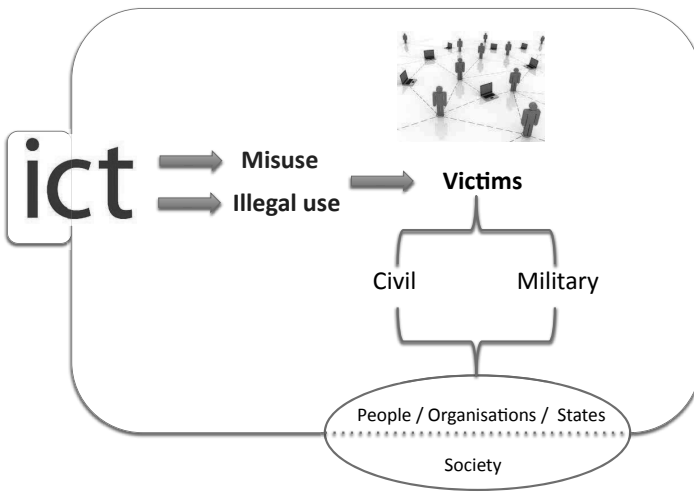 ict
Misuse
Illegal use
Victims
Civil
Military
People / Organisations / States
Society